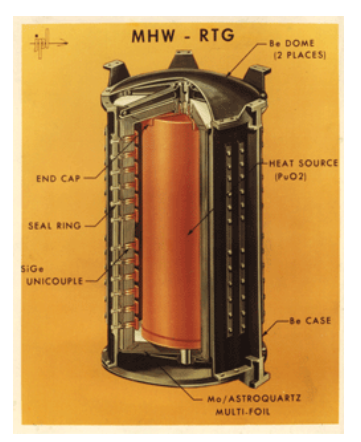 MHW - RTG
Be DOME
(2 PLACES)
HEAT SOURCE
(PuO2)
END CAP
SEAL RING
SiGe
UNICOUPLE
Be CASE
Mo/ASTROQUARTZ
MULTI-FOIL